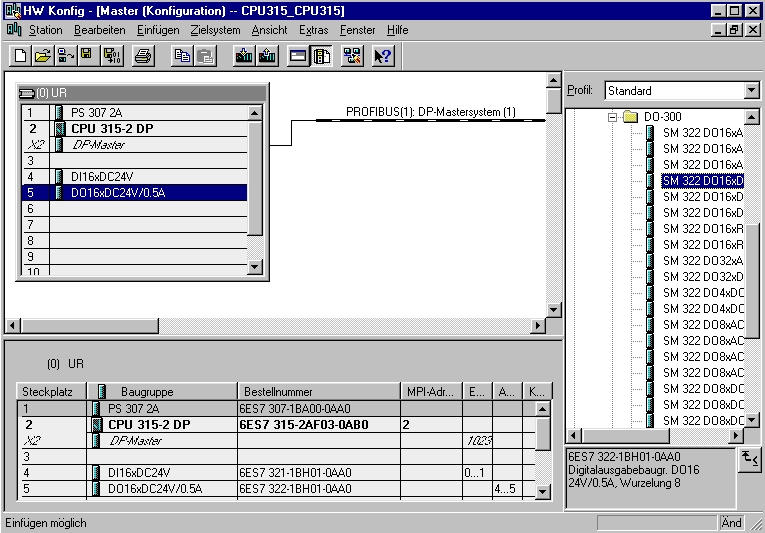 HW Konfig - [Master (Konfiguration) -- CPU315_CPU315]
Station Bearbeiten Einfügen Zielsystem Ansicht Extras Fenster Hilfe
(0) UR
1 PS 307 2A
2 CPU 315-2 DP
X2 DP-Master
3
4 DI16xDC24V
5 DO16xDC24V/0.5A
6
7
8
9
10
PROFIBUS(1): DP-Mastersystem (1)
Profil: Standard
DO-300
SM 322 DO16xA
SM 322 DO16xA
SM 322 DO16xA
SM 322 DO16xD
SM 322 DO16xD
SM 322 DO16xD
SM 322 DO16xR
SM 322 DO16xR
SM 322 DO32xA
SM 322 DO32xD
SM 322 DO4xDC
SM 322 DO4xDC
SM 322 DO8xAC
SM 322 DO8xAC
SM 322 DO8xAC
SM 322 DO8xDC
SM 322 DO8xDC
SM 322 DO8xDC
6ES7 322-1BH01-0AA0
Digitalausgabebaugr. DO16
24V/0.5A, Wurzelung 8
(0) UR
Steckplatz Baugruppe Bestellnummer MPI-Adr... E... A... K...
1 PS 307 2A 6ES7 307-1BA00-0AA0
2 CPU 315-2 DP 6ES7 315-2AF03-0AB0 2
X2 DP-Master 1023
3
4 DI16xDC24V 6ES7 321-1BH01-0AA0 0...1
5 DO16xDC24V/0.5A 6ES7 322-1BH01-0AA0 4...5
Einfügen möglich Änd